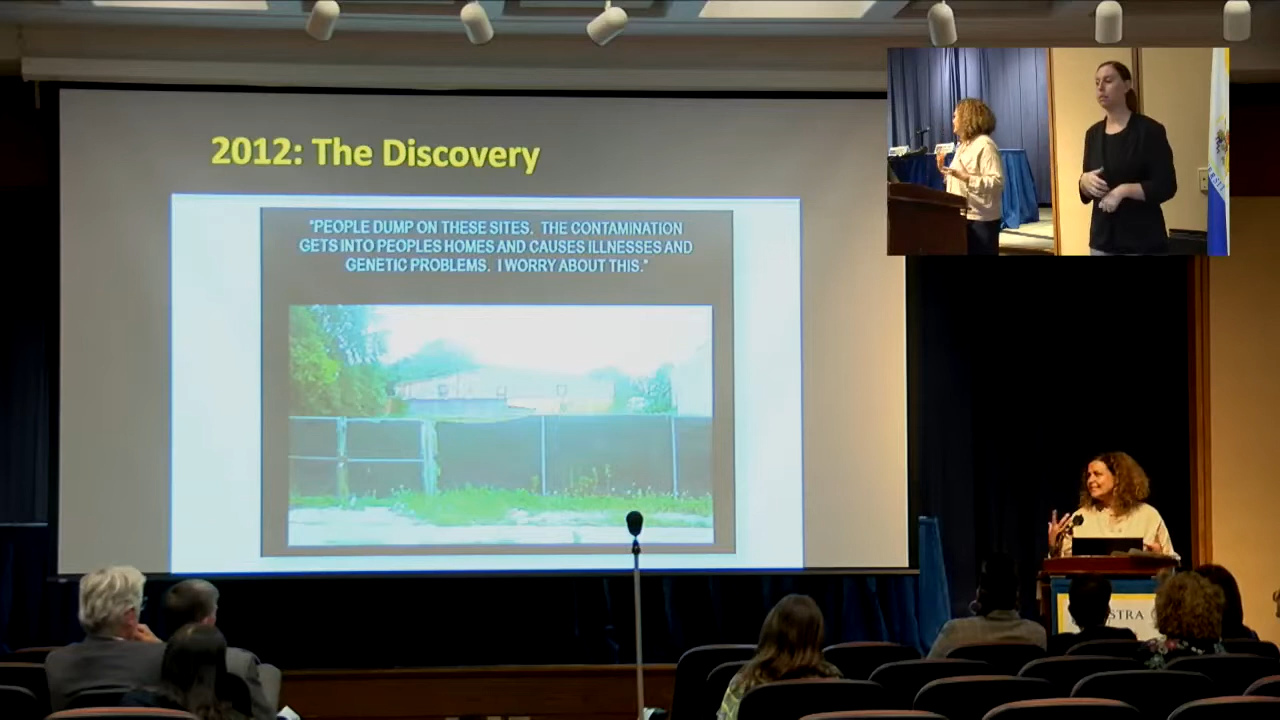 2012: The Discovery
"PEOPLE DUMP ON THESE SITES. THE CONTAMINATION
GETS INTO PEOPLES HOMES AND CAUSES ILLNESSES AND
GENETIC PROBLEMS. I WORRY ABOUT THIS."